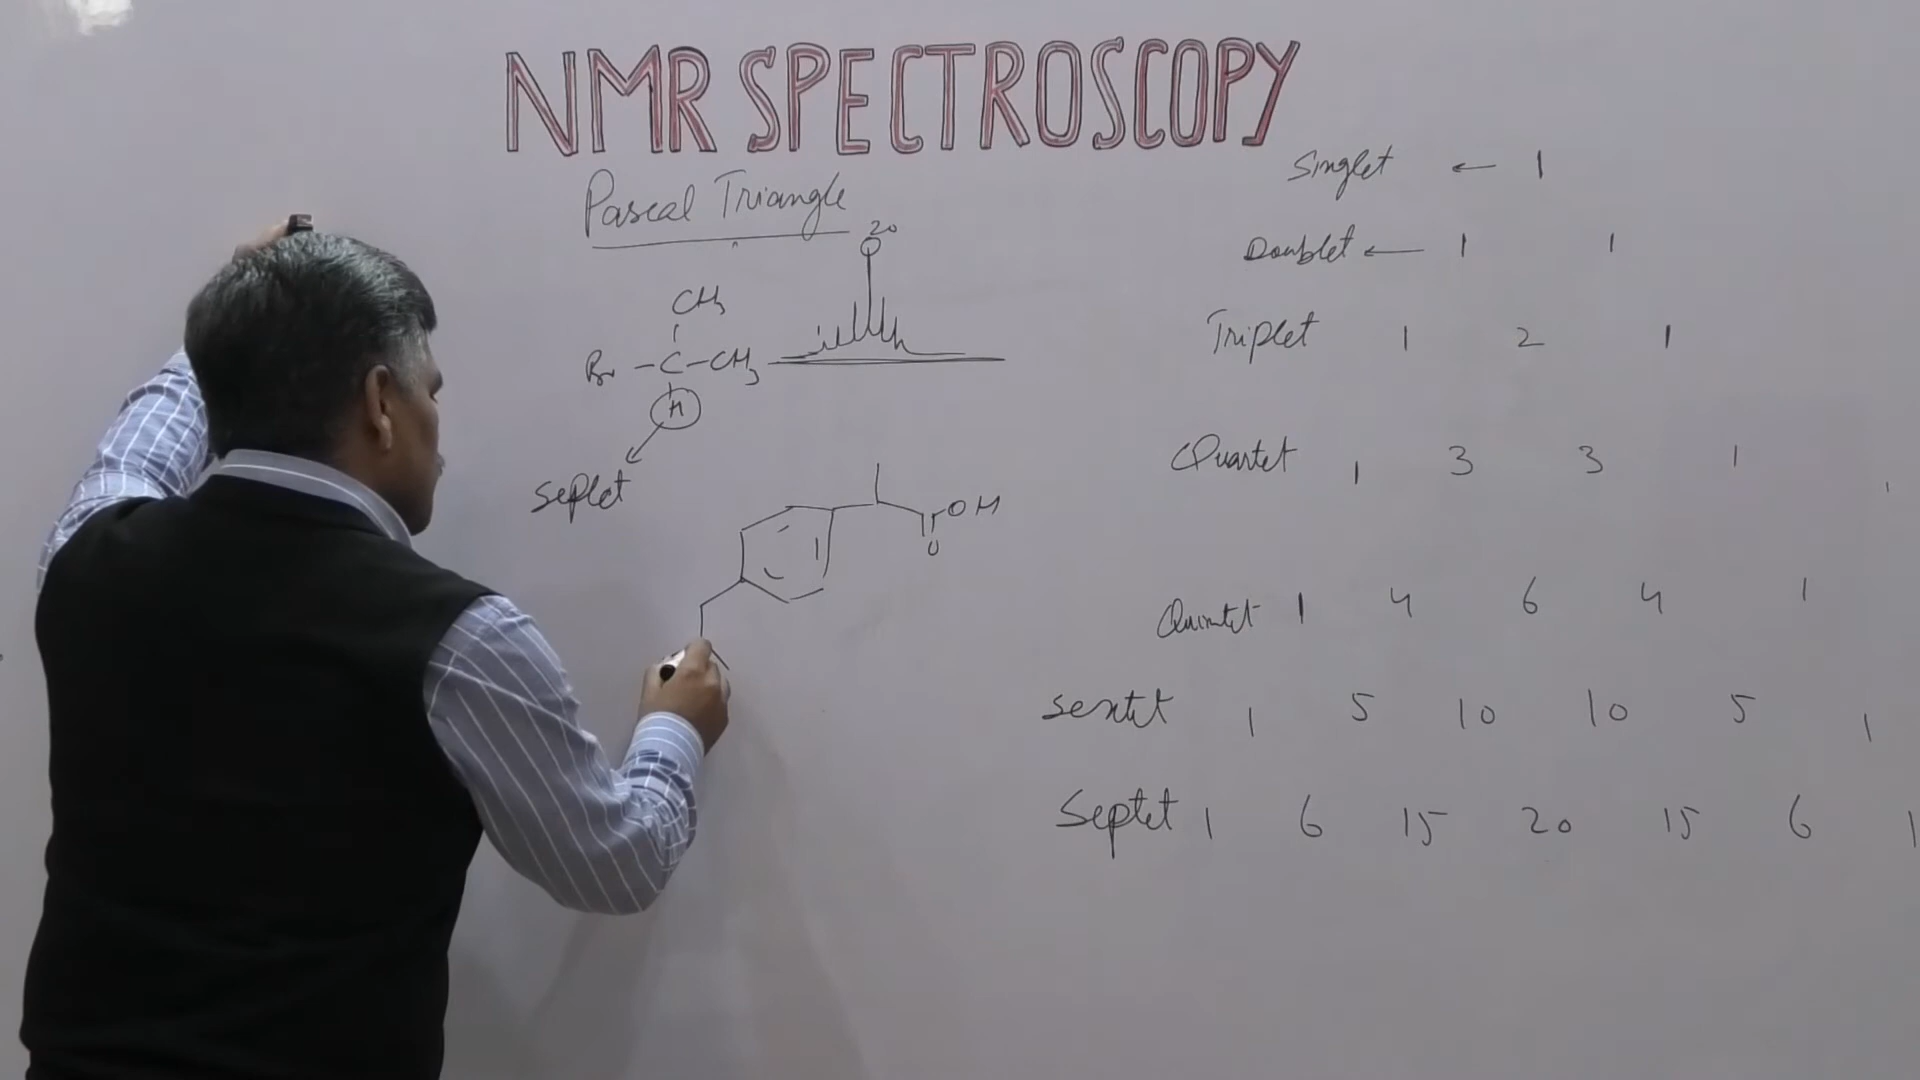 NMR SPECTROSCOPY
Pascal Triangle
20
CH3
Br - C - CH3
H
Seplet
OH
O
Singlet ← 1
Doublet ← 1 1
Triplet 1 2 1
Quartet 1 3 3 1
Quintet 1 4 6 4 1
Sextet 1 5 10 10 5 1
Septet 1 6 15 20 15 6 1